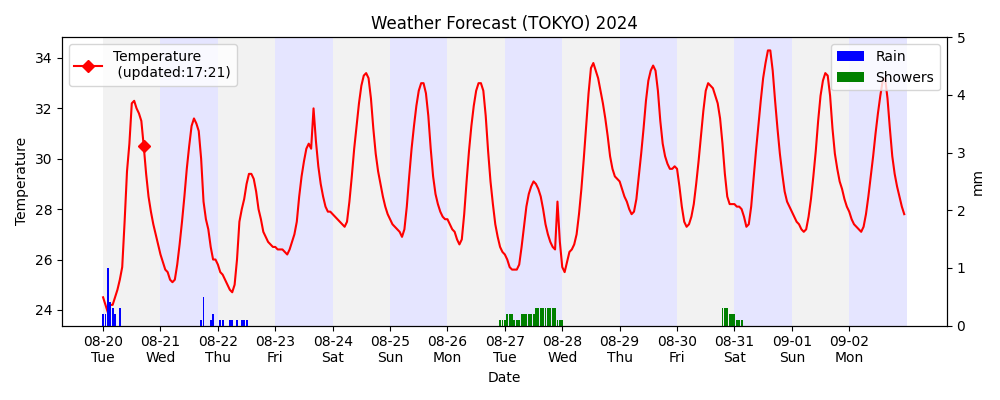 Weather Forecast (TOKYO) 2024
Temperature
(updated:17:21)
Rain
Showers
Temperature
34
32
30
28
26
24
5
4
3
2
1
0
mm
08-20 08-21 08-22 08-23 08-24 08-25 08-26 08-27 08-28 08-29 08-30 08-31 09-01 09-02
Tue Wed Thu Fri Sat Sun Mon Tue Wed Thu Fri Sat Sun Mon
Date